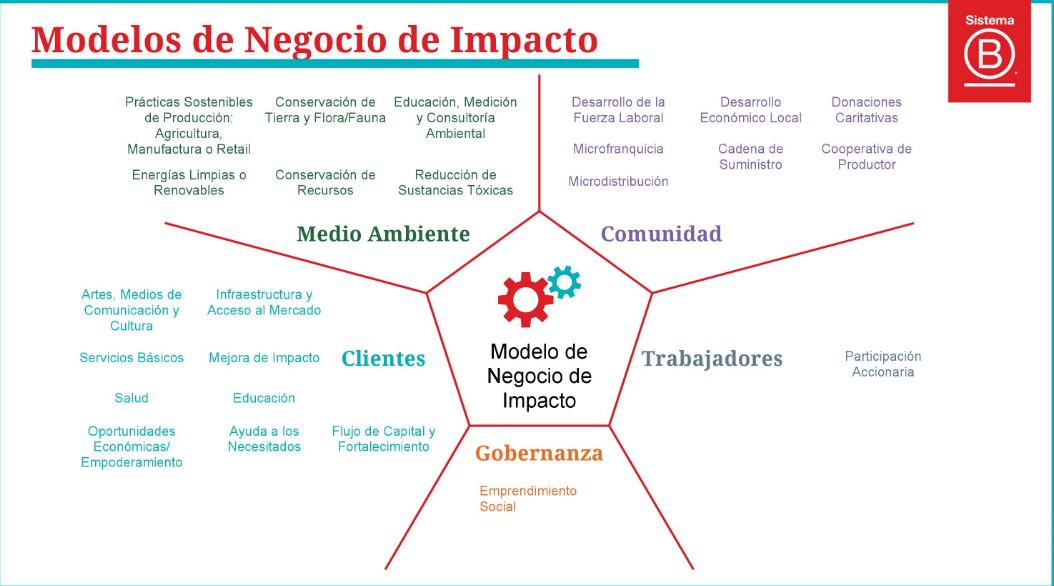 Modelos de Negocio de Impacto
Sistema
B
Prácticas Sostenibles
de Producción:
Agricultura,
Manufactura o Retail
Conservación de
Tierra y Flora/Fauna
Educación, Medición
y Consultoría
Ambiental
Energías Limpias o
Renovables
Conservación de
Recursos
Reducción de
Sustancias Tóxicas
Medio Ambiente
Desarrollo de la
Fuerza Laboral
Desarrollo
Económico Local
Donaciones
Caritativas
Microfranquicia
Cadena de
Suministro
Cooperativa de
Productor
Microdistribución
Comunidad
Artes, Medios de
Comunicación y
Cultura
Infraestructura y
Acceso al Mercado
Servicios Básicos
Mejora de Impacto
Clientes
Salud
Educación
Oportunidades
Económicas/
Empoderamiento
Ayuda a los
Necesitados
Flujo de Capital y
Fortalecimiento
Modelo de
Negocio de
Impacto
Trabajadores
Participación
Accionaria
Gobernanza
Emprendimiento
Social